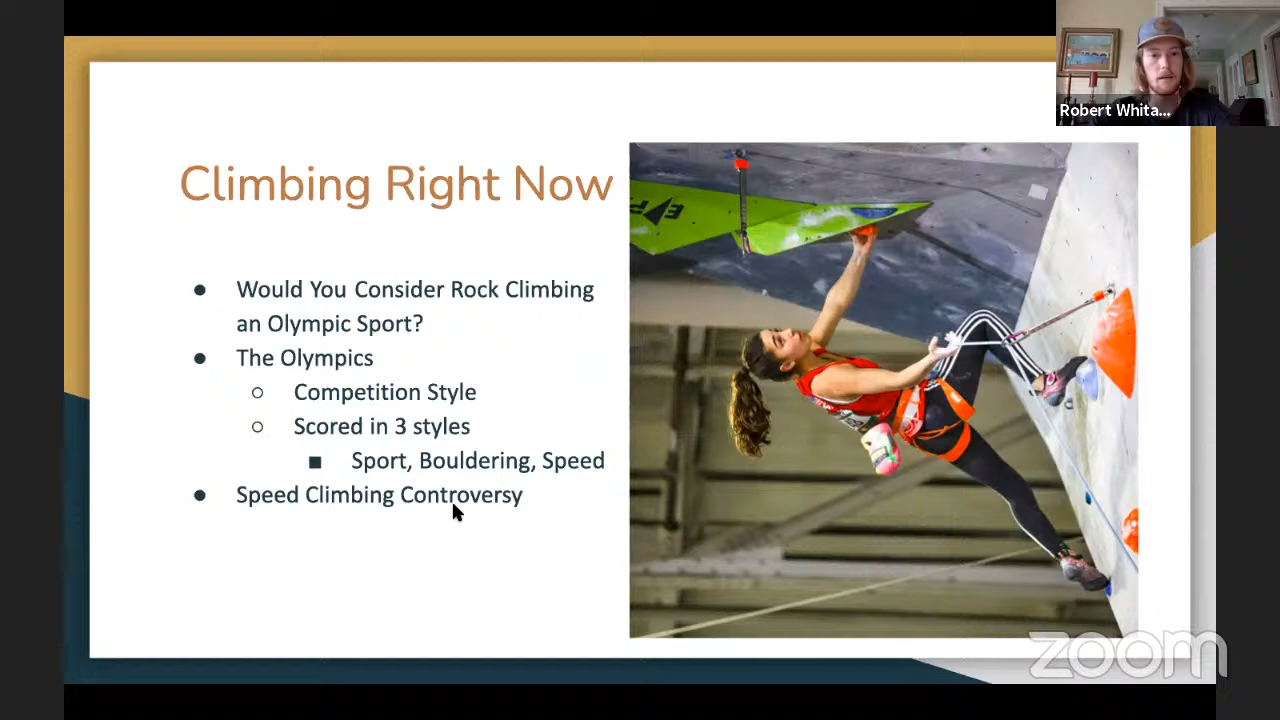 Robert Whita...
Climbing Right Now
Would You Consider Rock Climbing
an Olympic Sport?
The Olympics
Competition Style
Scored in 3 styles
Sport, Bouldering, Speed
Speed Climbing Controversy
zoom